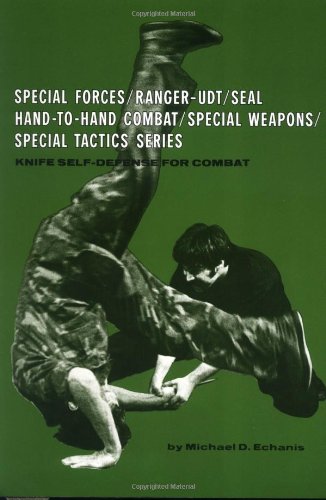 SPECIAL FORCES/RANGER-UDT/SEAL
HAND-TO-HAND COMBAT/SPECIAL WEAPONS/
SPECIAL TACTICS SERIES
KNIFE SELF-DEFENSE FOR COMBAT
by Michael D. Echanis